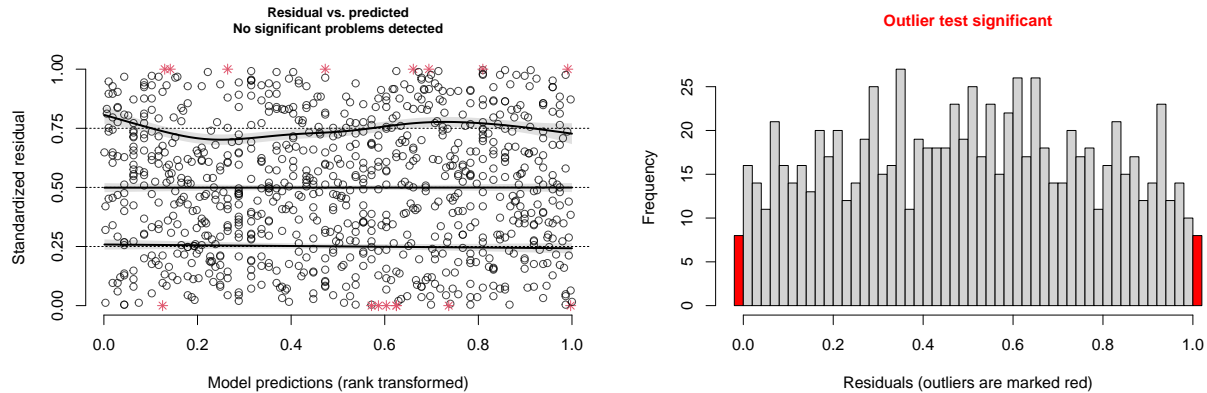 Residual vs. predicted
No significant problems detected
Standardized residual
1.00
0.75
0.50
0.25
0.00
0.0 0.2 0.4 0.6 0.8 1.0
Model predictions (rank transformed)
Outlier test significant
Frequency
25
20
15
10
5
0
0.0 0.2 0.4 0.6 0.8 1.0
Residuals (outliers are marked red)